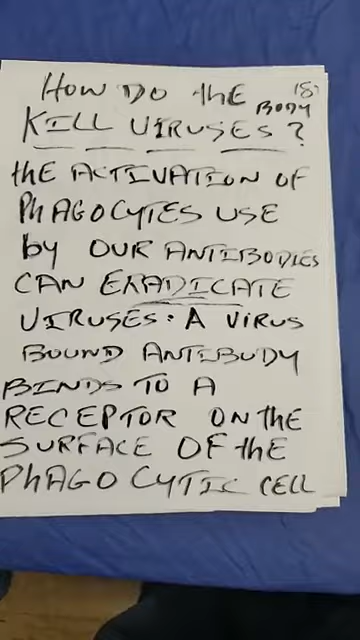 HOW DO thE BODY 18
KILL VIRUSES?
thE ACTIVATION OF
PhAGOCYTES USE
by OUR ANTIBODIES
CAN ERADICATE
VIRUSES. A VIRUS
BOUND ANTIBUDY
BINDS TO A
RECEPTOR ON thE
SURFACE OF thE
PhAGOCYTIC CELL